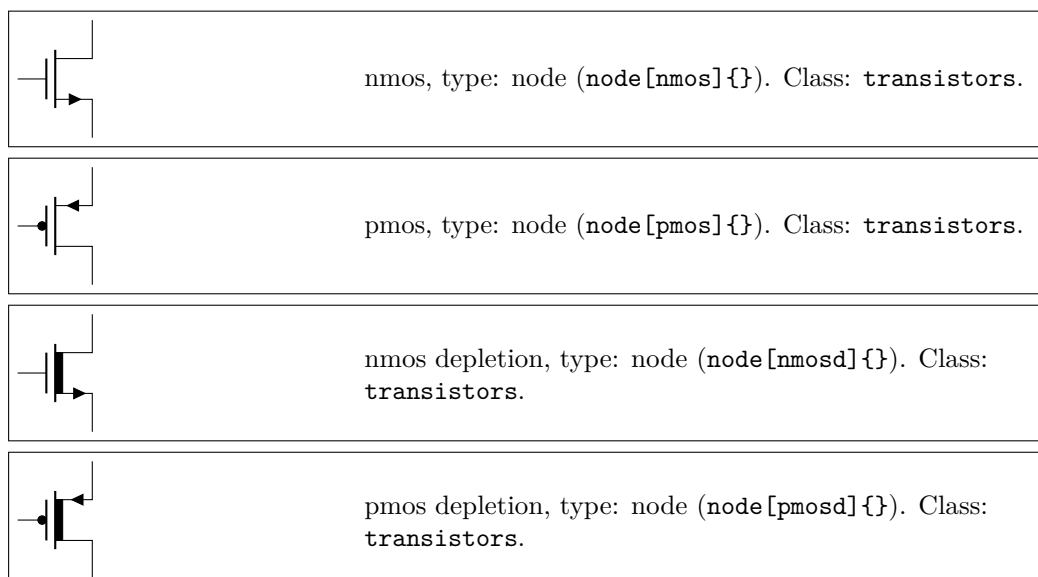 nmos, type: node (node[nmos]{}). Class: transistors.
pmos, type: node (node[pmos]{}). Class: transistors.
nmos depletion, type: node (node[nmosd]{}). Class:
transistors.
pmos depletion, type: node (node[pmosd]{}). Class:
transistors.